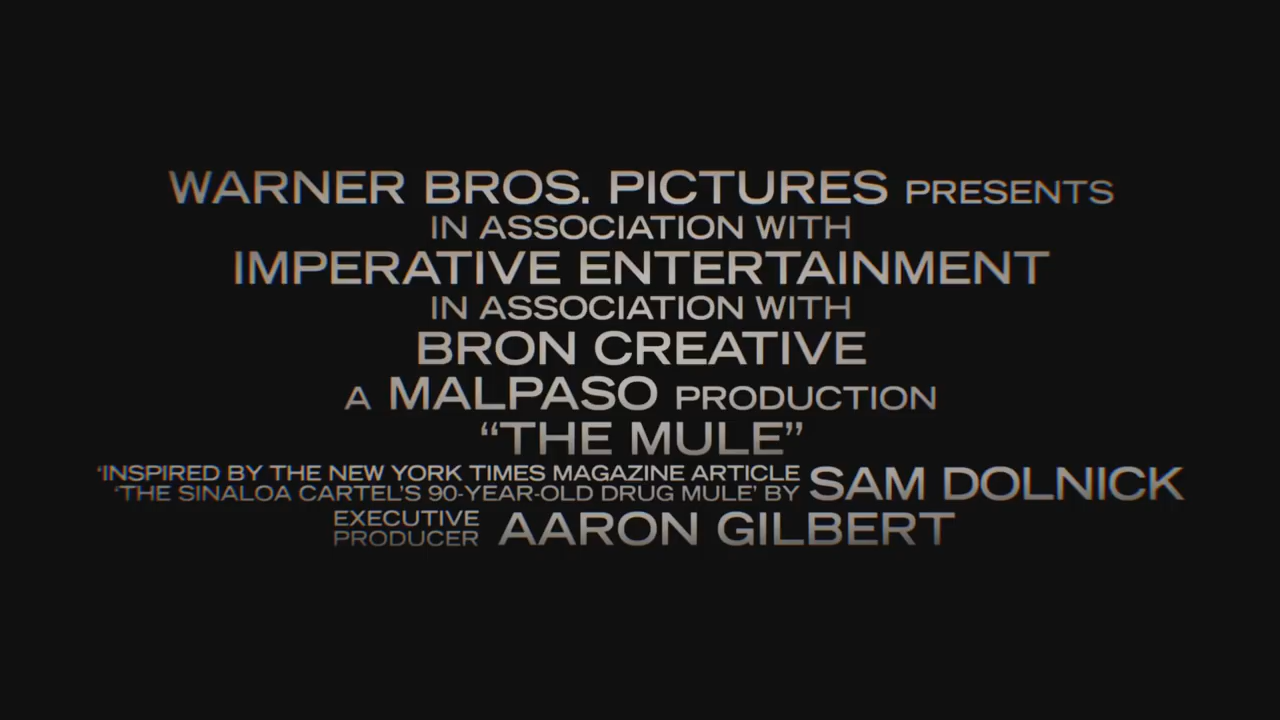 WARNER BROS. PICTURES PRESENTS
IN ASSOCIATION WITH
IMPERATIVE ENTERTAINMENT
IN ASSOCIATION WITH
BRON CREATIVE
A MALPASO PRODUCTION
“THE MULE”
‘INSPIRED BY THE NEW YORK TIMES MAGAZINE ARTICLE
‘THE SINALOA CARTEL’S 90-YEAR-OLD DRUG MULE’ BY SAM DOLNICK
EXECUTIVE
PRODUCER AARON GILBERT